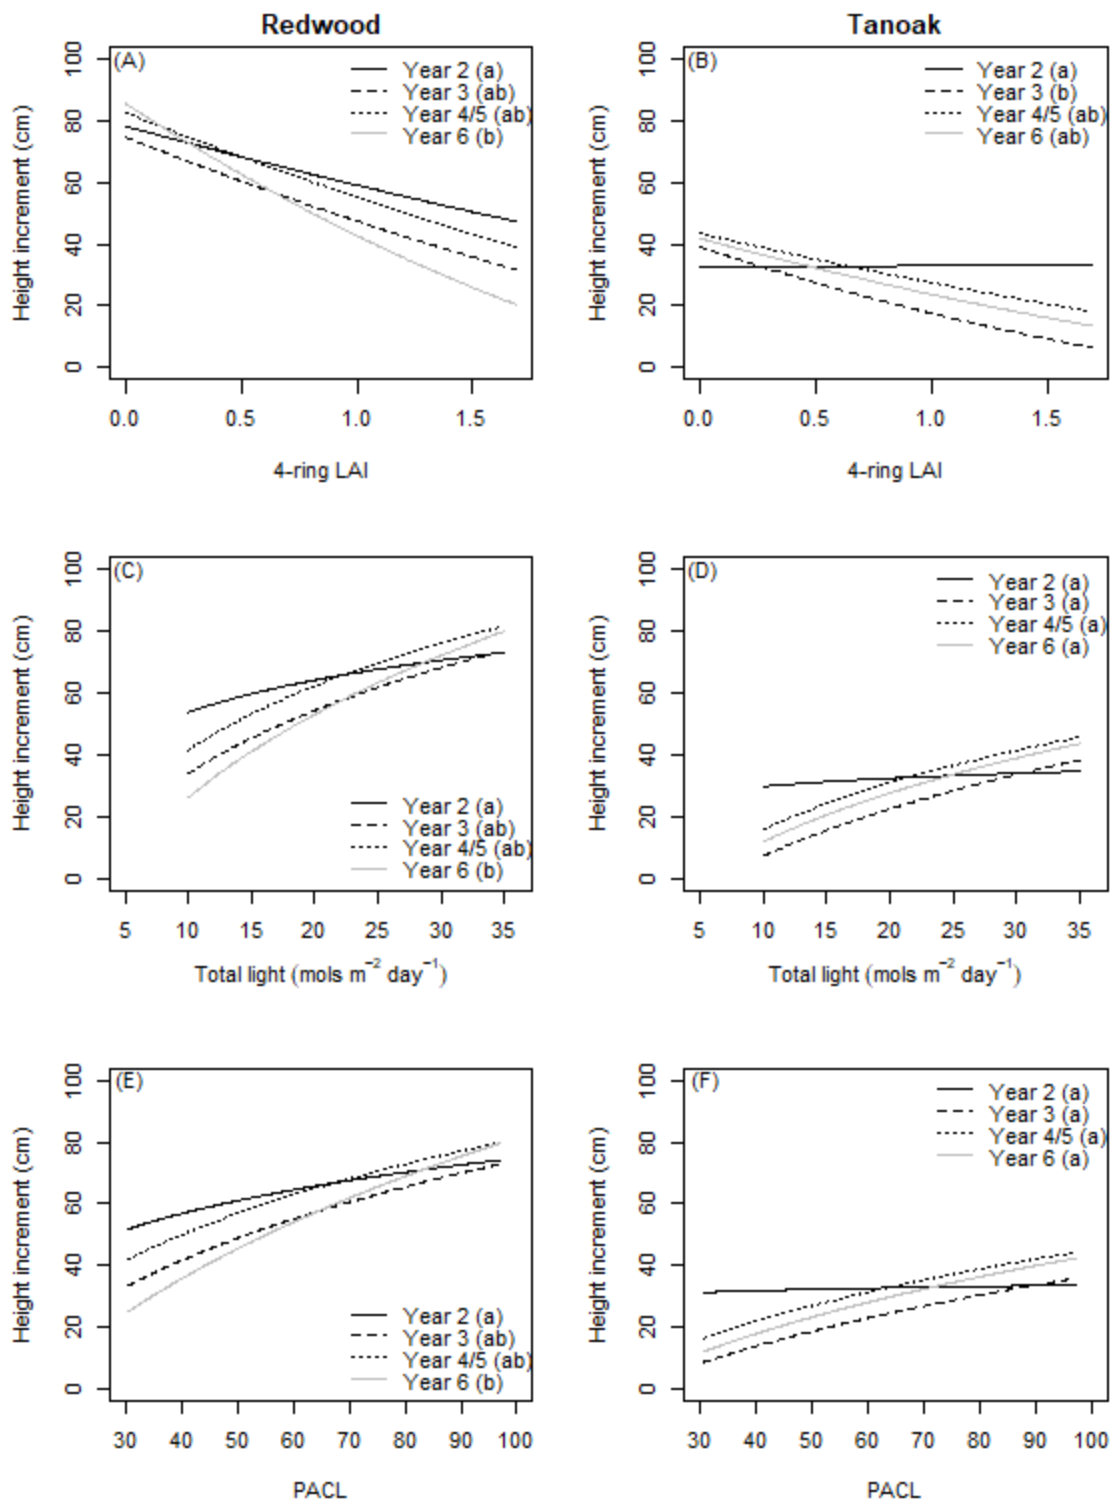 Redwood
Tanoak
(A)
Year 2 (a)
Year 3 (ab)
Year 4/5 (ab)
Year 6 (b)
Height increment (cm)
0 20 40 60 80 100
0.0 0.5 1.0 1.5
4-ring LAI
(B)
Year 2 (a)
Year 3 (b)
Year 4/5 (ab)
Year 6 (ab)
Height increment (cm)
0 20 40 60 80 100
0.0 0.5 1.0 1.5
4-ring LAI
(C)
Height increment (cm)
0 20 40 60 80 100
Year 2 (a)
Year 3 (ab)
Year 4/5 (ab)
Year 6 (b)
5 10 15 20 25 30 35
Total light (mols m⁻² day⁻¹)
(D)
Year 2 (a)
Year 3 (a)
Year 4/5 (a)
Year 6 (a)
Height increment (cm)
0 20 40 60 80 100
5 10 15 20 25 30 35
Total light (mols m⁻² day⁻¹)
(E)
Height increment (cm)
0 20 40 60 80 100
Year 2 (a)
Year 3 (ab)
Year 4/5 (ab)
Year 6 (b)
30 40 50 60 70 80 90 100
PACL
(F)
Year 2 (a)
Year 3 (a)
Year 4/5 (a)
Year 6 (a)
Height increment (cm)
0 20 40 60 80 100
30 40 50 60 70 80 90 100
PACL